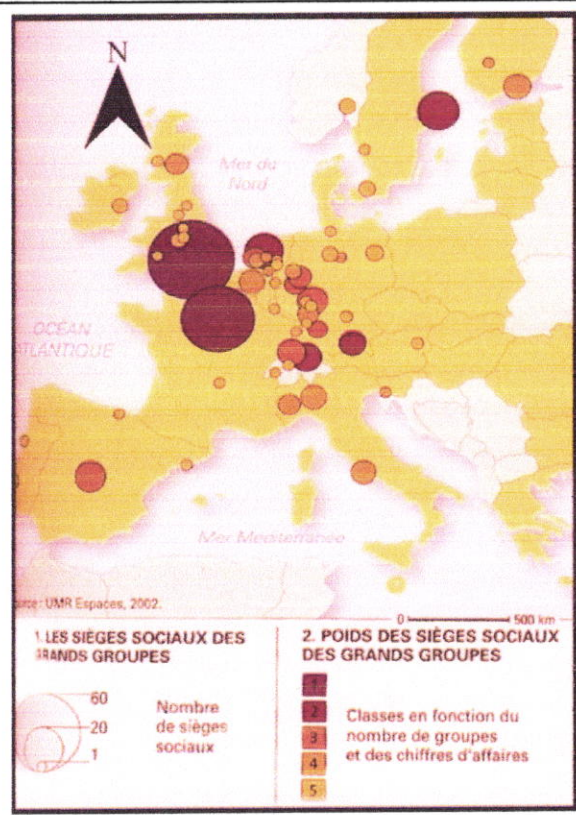 N
Mer du
Nord
OCÉAN
ATLANTIQUE
Mer Méditerranée
: UMR Espaces, 2002.
0 500 km
1. LES SIÈGES SOCIAUX DES
GRANDS GROUPES
60
20
1
Nombre
de sièges
sociaux
2. POIDS DES SIÈGES SOCIAUX
DES GRANDS GROUPES
1
2
3
4
5
Classes en fonction du
nombre de groupes
et des chiffres d'affaires